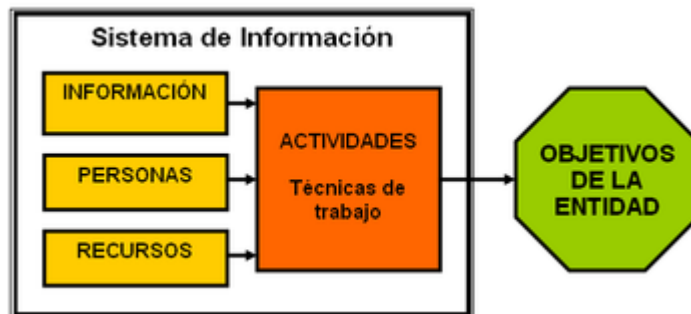 Sistema de Información
INFORMACIÓN
PERSONAS
RECURSOS
ACTIVIDADES
Técnicas de
trabajo
OBJETIVOS
DE LA
ENTIDAD